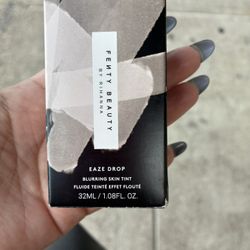 FENTY BEAUTY
BY RIHANNA
EAZE DROP
BLURRING SKIN TINT
FLUIDE TEINTÉ EFFET FLOUTÉ
32ML / 1.08FL. OZ.